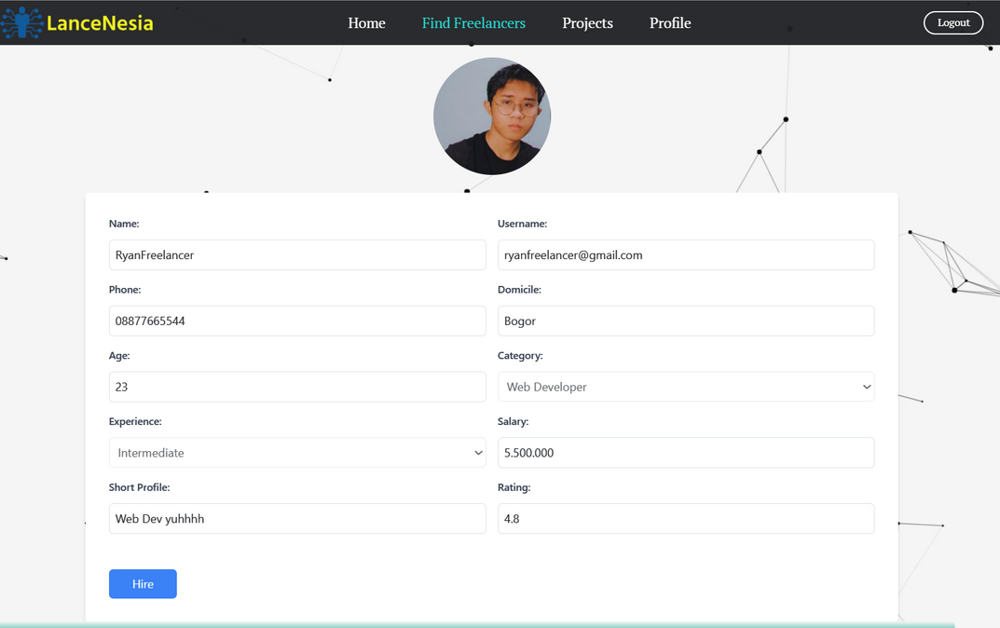 LanceNesia
Home Find Freelancers Projects Profile Logout
Name: Username:
RyanFreelancer ryanfreelancer@gmail.com
Phone: Domicile:
08877665544 Bogor
Age: Category:
23 Web Developer
Experience: Salary:
Intermediate 5.500.000
Short Profile: Rating:
Web Dev yuhhhh 4.8
Hire